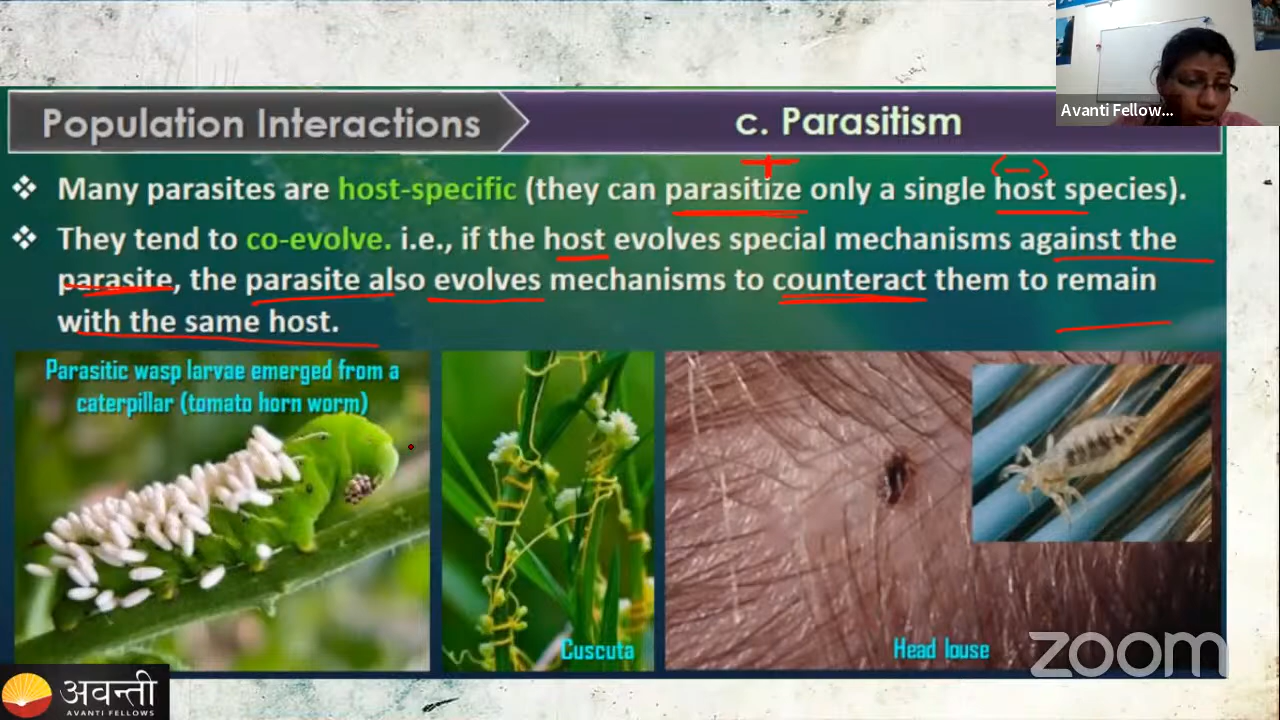 Avanti Fellow...
Population Interactions
c. Parasitism
+
(-)
❖ Many parasites are host-specific (they can parasitize only a single host species).
❖ They tend to co-evolve. i.e., if the host evolves special mechanisms against the
parasite, the parasite also evolves mechanisms to counteract them to remain
with the same host.
Parasitic wasp larvae emerged from a
caterpillar (tomato horn worm)
Cuscuta
Head louse
zoom
अवन्ती
AVANTI FELLOWS